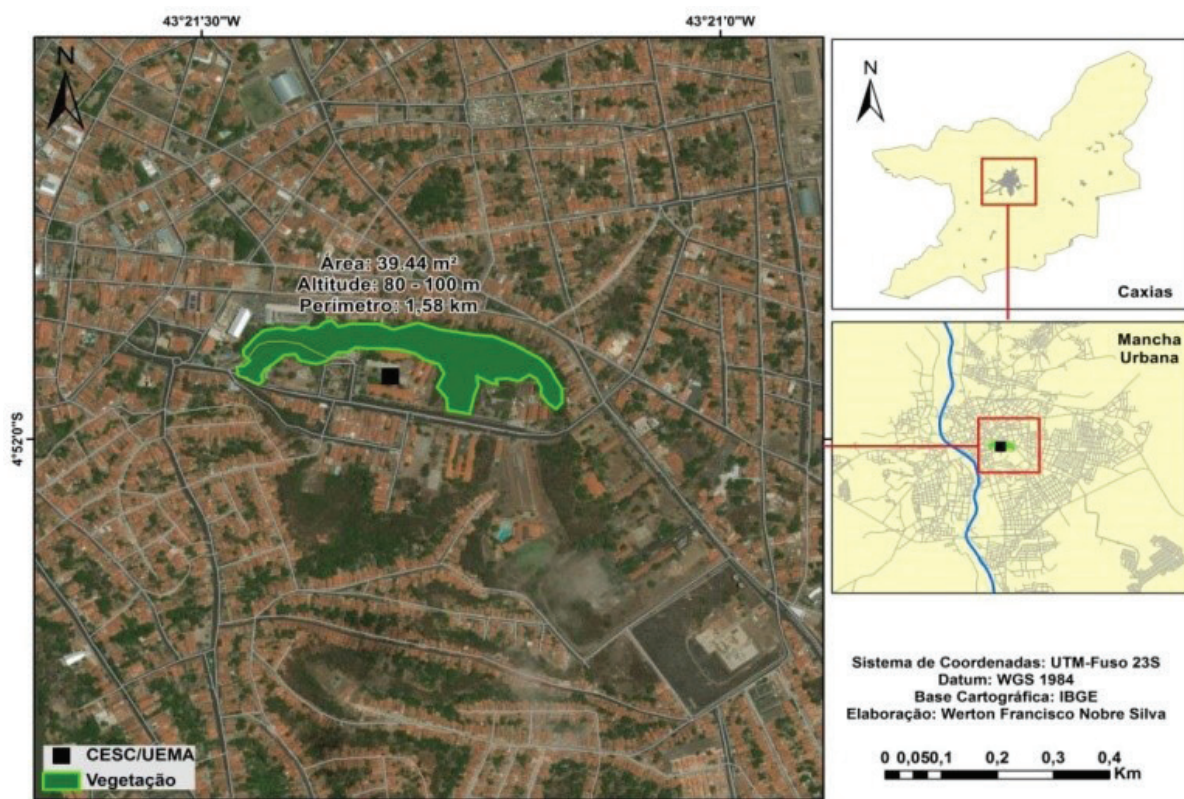 43°21'30"W
43°21'0"W
N
Área: 39.44 m²
Altitude: 80 - 100 m
Perímetro: 1,58 km
4°52'0"S
CESC/UEMA
Vegetação
N
Caxias
Mancha
Urbana
Sistema de Coordenadas: UTM-Fuso 23S
Datum: WGS 1984
Base Cartográfica: IBGE
Elaboração: Werton Francisco Nobre Silva
0 0,050,1 0,2 0,3 0,4
Km